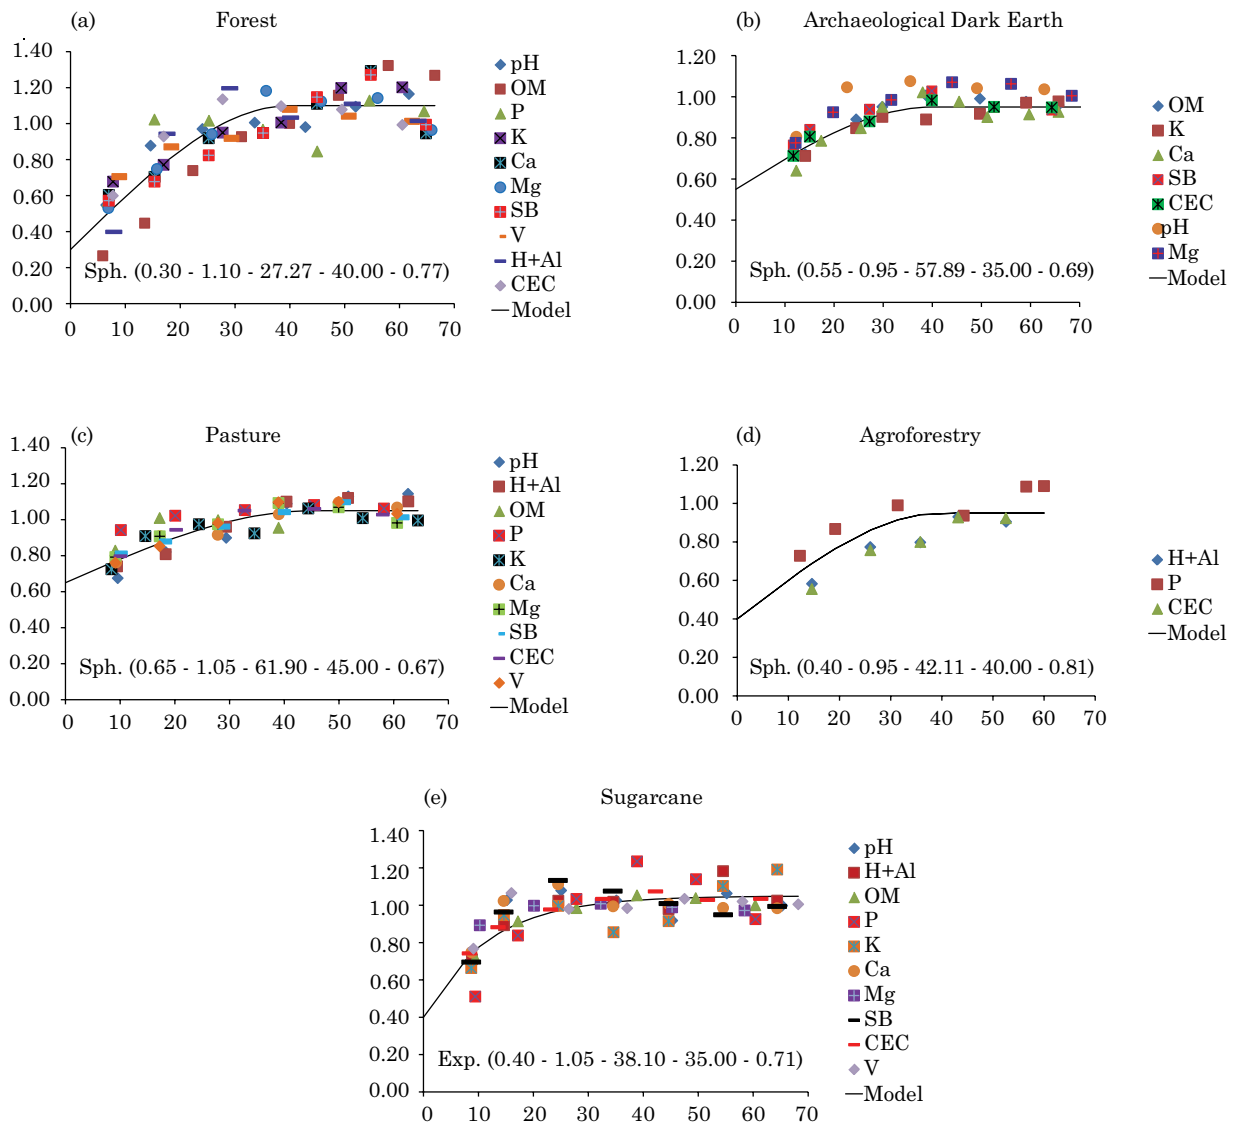 (a) Forest
1.40
1.20
1.00
0.80
0.60
0.40
0.20
0.00
0 10 20 30 40 50 60 70
Sph. (0.30 - 1.10 - 27.27 - 40.00 - 0.77)
pH
OM
P
K
Ca
Mg
SB
V
H+Al
CEC
Model
(b) Archaeological Dark Earth
1.20
1.00
0.80
0.60
0.40
0.20
0.00
0 10 20 30 40 50 60 70
Sph. (0.55 - 0.95 - 57.89 - 35.00 - 0.69)
OM
K
Ca
SB
CEC
pH
Mg
Model
(c) Pasture
1.40
1.20
1.00
0.80
0.60
0.40
0.20
0.00
0 10 20 30 40 50 60 70
Sph. (0.65 - 1.05 - 61.90 - 45.00 - 0.67)
pH
H+Al
OM
P
K
Ca
Mg
SB
CEC
V
Model
(d) Agroforestry
1.20
1.00
0.80
0.60
0.40
0.20
0.00
0 10 20 30 40 50 60 70
Sph. (0.40 - 0.95 - 42.11 - 40.00 - 0.81)
H+Al
P
CEC
Model
(e) Sugarcane
1.40
1.20
1.00
0.80
0.60
0.40
0.20
0.00
0 10 20 30 40 50 60 70
Exp. (0.40 - 1.05 - 38.10 - 35.00 - 0.71)
pH
H+Al
OM
P
K
Ca
Mg
SB
CEC
V
Model